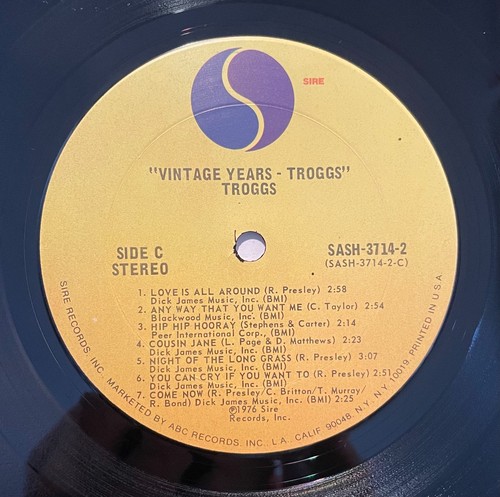 SIRE
"VINTAGE YEARS - TROGGS"
TROGGS
SIDE C
STEREO
SASH-3714-2
(SASH-3714-2-C)
1. LOVE IS ALL AROUND (R. Presley) 2:58
Dick James Music, Inc. (BMI)
2. ANY WAY THAT YOU WANT ME (C. Taylor) 2:54
Blackwood Music, Inc. (BMI)
3. HIP HIP HOORAY (Stephens & Carter) 2:14
Peer International Corp., (BMI)
4. COUSIN JANE (L. Page & D. Matthews) 2:23
Dick James Music, Inc. (BMI)
5. NIGHT OF THE LONG GRASS (R. Presley) 3:07
Dick James Music, Inc. (BMI)
6. YOU CAN CRY IF YOU WANT TO (R. Presley) 2:51
Dick James Music, Inc. (BMI)
7. COME NOW (R. Presley/C. Britton/T. Murray/
R. Bond) Dick James Music, Inc. (BMI) 2:25
℗1976 Sire
Records, Inc.
SIRE RECORDS, INC. MARKETED BY ABC RECORDS, INC. L.A., CALIF. 90048, N.Y., N.Y. 10019. PRINTED IN U.S.A.